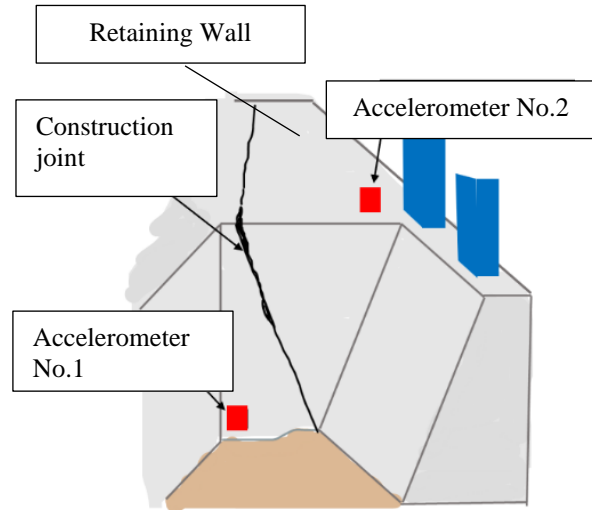 Retaining Wall
Accelerometer No.2
Construction
joint
Accelerometer
No.1